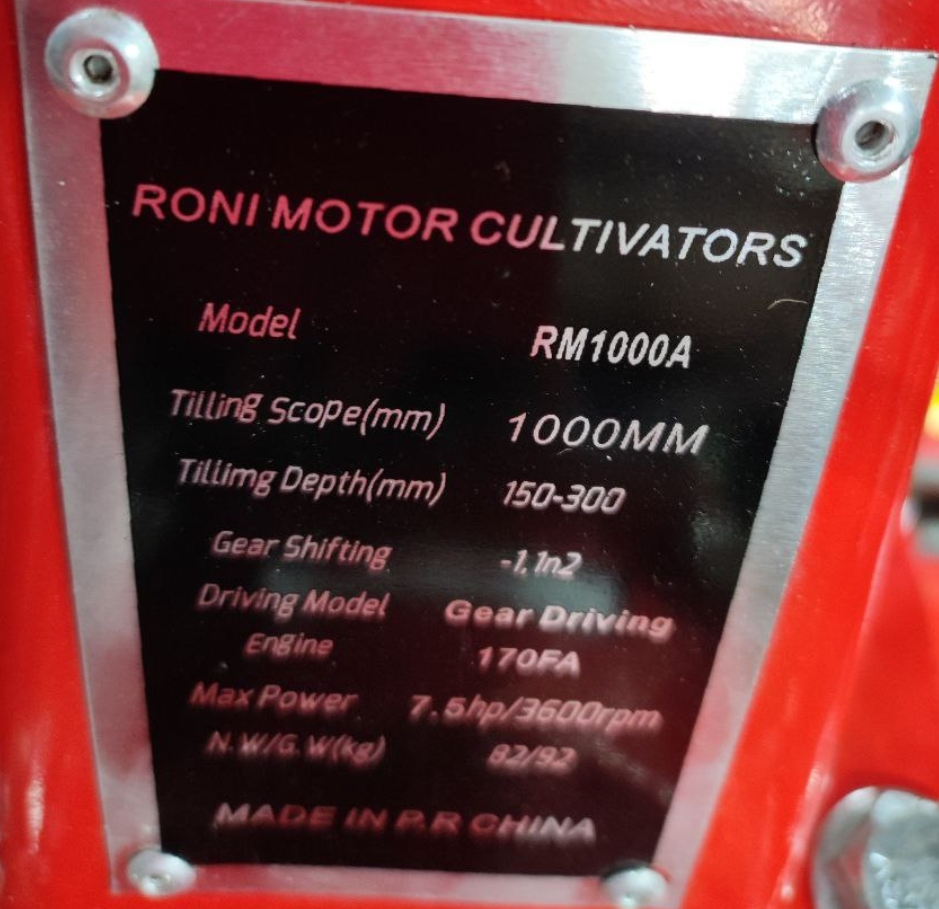 RONI MOTOR CULTIVATORS
Model RM1000A
Tilling Scope(mm) 1000MM
Tillimg Depth(mm) 150-300
Gear Shifting -1,1n2
Driving Model Gear Driving
Engine 170FA
Max Power 7.5hp/3600rpm
N.W/G.W(kg) 82/92
MADE IN P.R CHINA